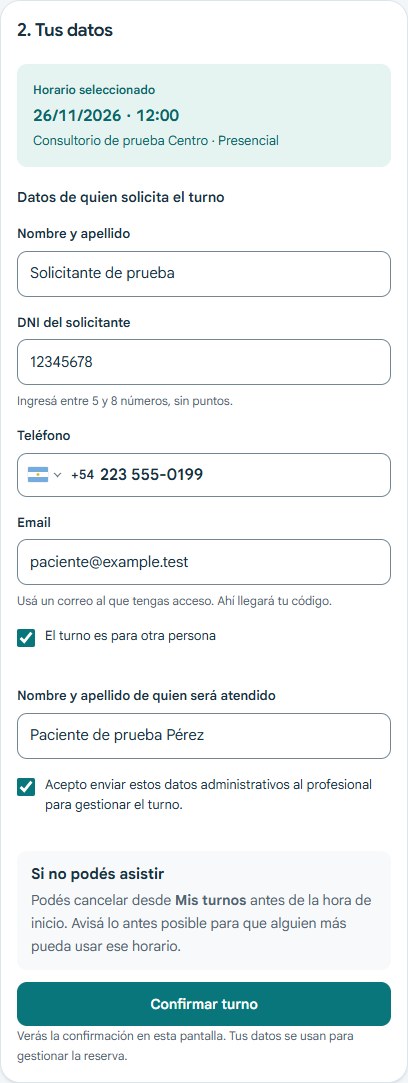 2. Tus datos
Horario seleccionado
26/11/2026 · 12:00
Consultorio de prueba Centro · Presencial
Datos de quien solicita el turno
Nombre y apellido
Solicitante de prueba
DNI del solicitante
12345678
Ingresá entre 5 y 8 números, sin puntos.
Teléfono
+54 223 555-0199
Email
paciente@example.test
Usá un correo al que tengas acceso. Ahí llegará tu código.
El turno es para otra persona
Nombre y apellido de quien será atendido
Paciente de prueba Pérez
Acepto enviar estos datos administrativos al profesional
para gestionar el turno.
Si no podés asistir
Podés cancelar desde Mis turnos antes de la hora de
inicio. Avisá lo antes posible para que alguien más
pueda usar ese horario.
Confirmar turno
Verás la confirmación en esta pantalla. Tus datos se usan para
gestionar la reserva.